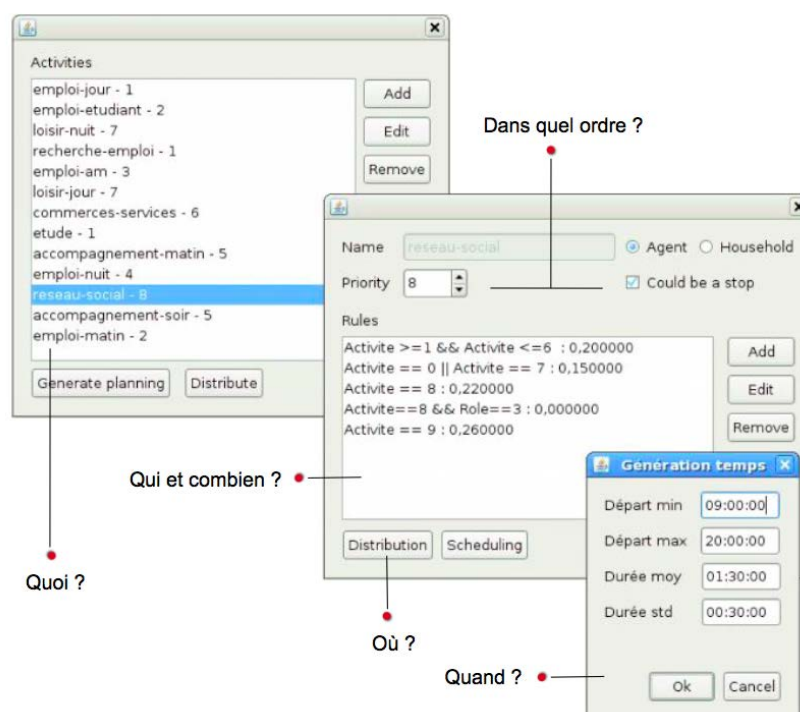 Activities
emploi-jour - 1
emploi-etudiant - 2
loisir-nuit - 7
recherche-emploi - 1
emploi-am - 3
loisir-jour - 7
commerces-services - 6
etude - 1
accompagnement-matin - 5
emploi-nuit - 4
reseau-social - 8
accompagnement-soir - 5
emploi-matin - 2
Add
Edit
Remove
Generate planning
Distribute
Quoi ?
Dans quel ordre ?
Name reseau-social Agent Household
Priority 8 Could be a stop
Rules
Activite >=1 && Activite <=6 : 0,200000
Activite == 0 || Activite == 7 : 0,150000
Activite == 8 : 0,220000
Activite==8 && Role==3 : 0,000000
Activite == 9 : 0,260000
Add
Edit
Remove
Distribution
Scheduling
Qui et combien ?
Où ?
Génération temps
Départ min 09:00:00
Départ max 20:00:00
Durée moy 01:30:00
Durée std 00:30:00
Ok
Cancel
Quand ?